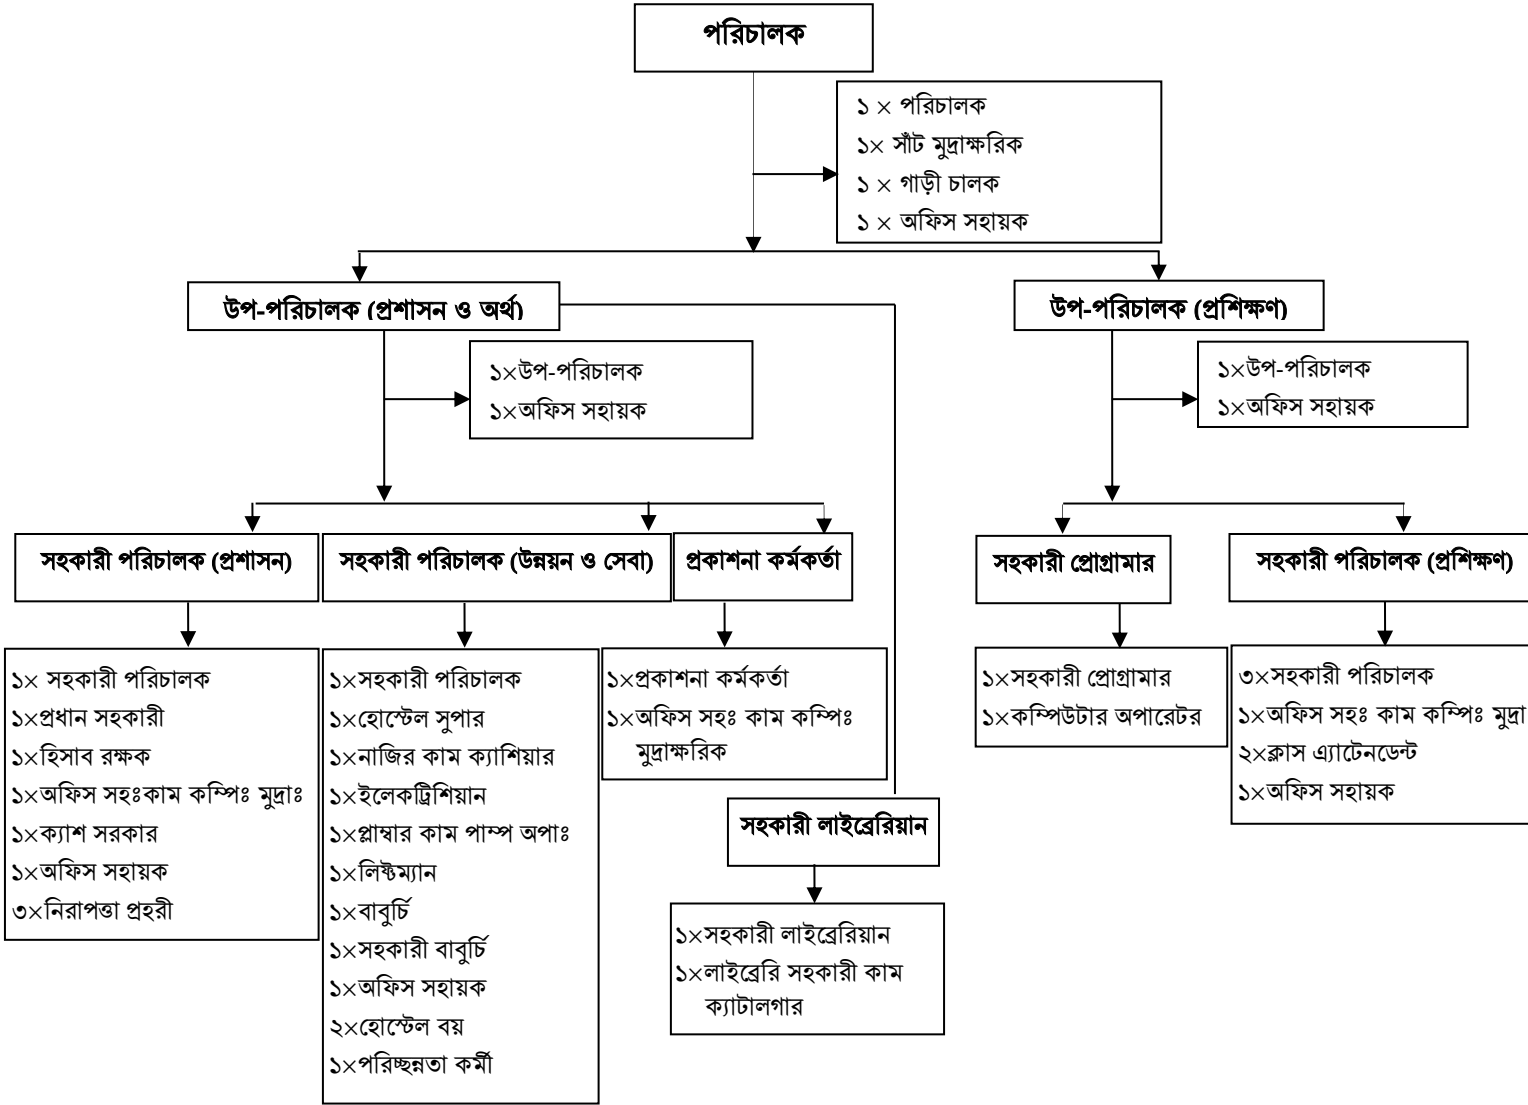 পরিচালক
১ × পরিচালক
১× সাঁট মুদ্রাক্ষরিক
১ × গাড়ী চালক
১ × অফিস সহায়ক
উপ-পরিচালক (প্রশাসন ও অর্থ)
১×উপ-পরিচালক
১×অফিস সহায়ক
উপ-পরিচালক (প্রশিক্ষণ)
১×উপ-পরিচালক
১×অফিস সহায়ক
সহকারী পরিচালক (প্রশাসন)
১× সহকারী পরিচালক
১×প্রধান সহকারী
১×হিসাব রক্ষক
১×অফিস সহঃকাম কম্পিঃ মুদ্রাঃ
১×ক্যাশ সরকার
১×অফিস সহায়ক
৩×নিরাপত্তা প্রহরী
সহকারী পরিচালক (উন্নয়ন ও সেবা)
১×সহকারী পরিচালক
১×হোস্টেল সুপার
১×নাজির কাম ক্যাশিয়ার
১×ইলেকট্রিশিয়ান
১×প্লাম্বার কাম পাম্প অপাঃ
১×লিফ্টম্যান
১×বাবুর্চি
১×সহকারী বাবুর্চি
১×অফিস সহায়ক
২×হোস্টেল বয়
১×পরিচ্ছন্নতা কর্মী
প্রকাশনা কর্মকর্তা
১×প্রকাশনা কর্মকর্তা
১×অফিস সহঃ কাম কম্পিঃ
মুদ্রাক্ষরিক
সহকারী লাইব্রেরিয়ান
১×সহকারী লাইব্রেরিয়ান
১×লাইব্রেরি সহকারী কাম
ক্যাটালগার
সহকারী প্রোগ্রামার
১×সহকারী প্রোগ্রামার
১×কম্পিউটার অপারেটর
সহকারী পরিচালক (প্রশিক্ষণ)
৩×সহকারী পরিচালক
১×অফিস সহঃ কাম কম্পিঃ মুদ্রা
২×ক্লাস এ্যাটেনডেন্ট
১×অফিস সহায়ক